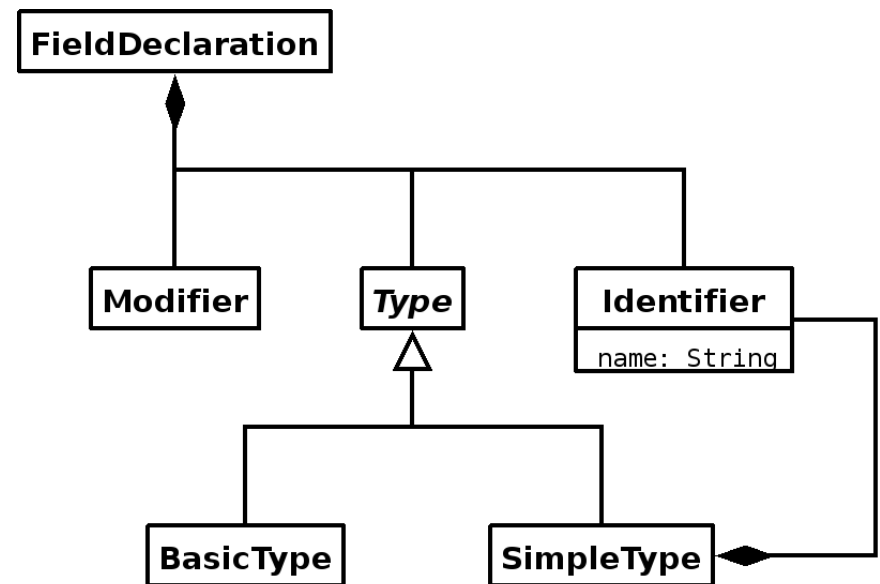 FieldDeclaration
Modifier
Type
Identifier
name: String
BasicType
SimpleType